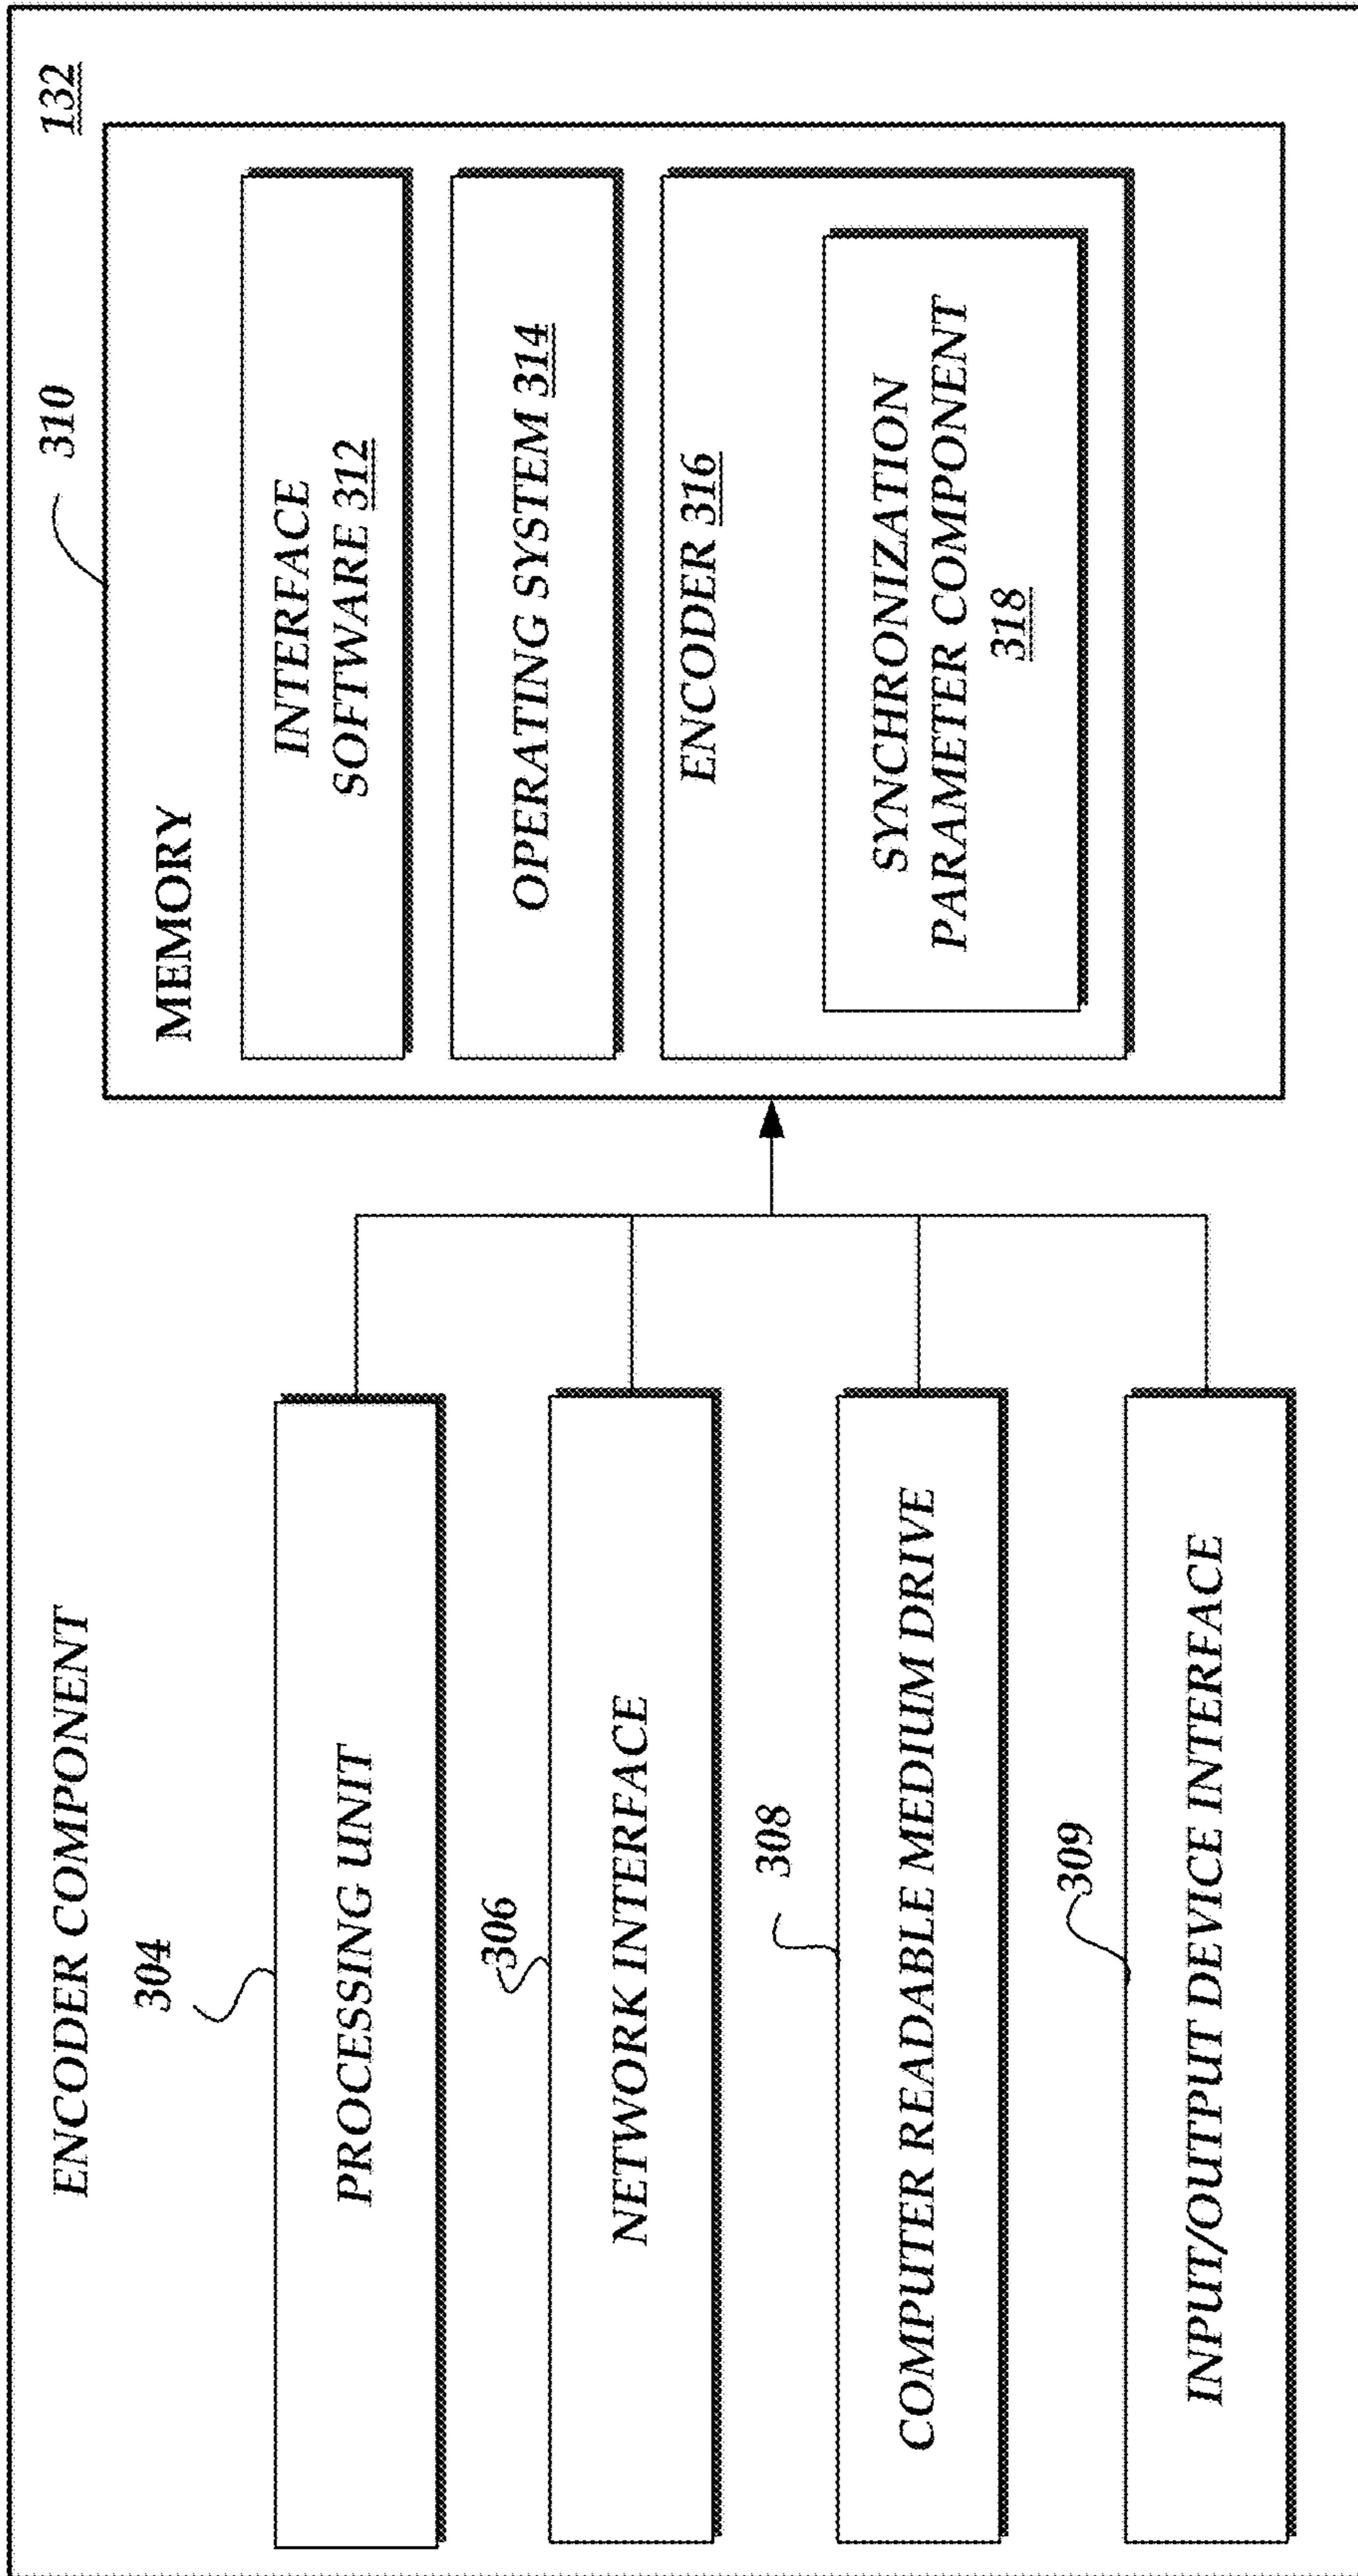 ENCODER COMPONENT
132
304
PROCESSING UNIT
306
NETWORK INTERFACE
308
COMPUTER READABLE MEDIUM DRIVE
309
INPUT/OUTPUT DEVICE INTERFACE
310
MEMORY
INTERFACE
SOFTWARE 312
OPERATING SYSTEM 314
ENCODER 316
SYNCHRONIZATION
PARAMETER COMPONENT
318